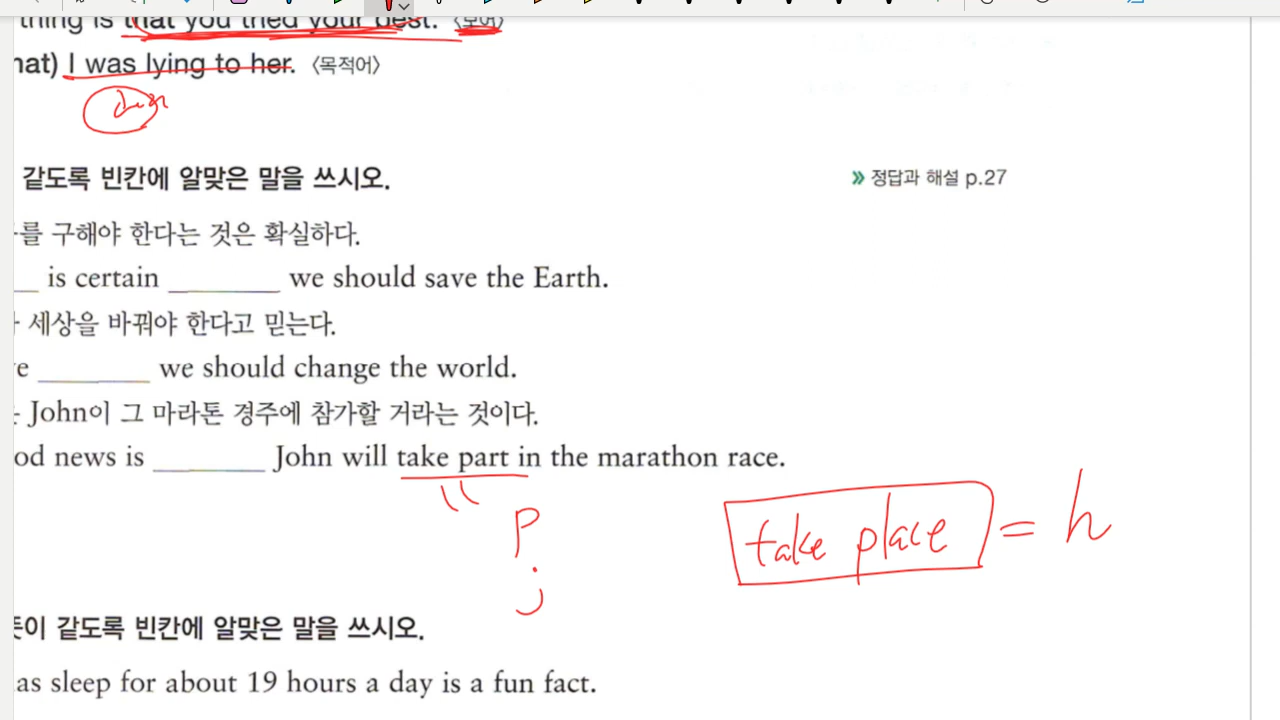 thing is that you tried your best. 〈보어〉
hat) I was lying to her. 〈목적어〉
같도록 빈칸에 알맞은 말을 쓰시오.
정답과 해설 p.27
를 구해야 한다는 것은 확실하다.
___ is certain ________ we should save the Earth.
세상을 바꿔야 한다고 믿는다.
e ________ we should change the world.
John이 그 마라톤 경주에 참가할 거라는 것이다.
od news is ________ John will take part in the marathon race.
p
j
take place = h
뜻이 같도록 빈칸에 알맞은 말을 쓰시오.
as sleep for about 19 hours a day is a fun fact.